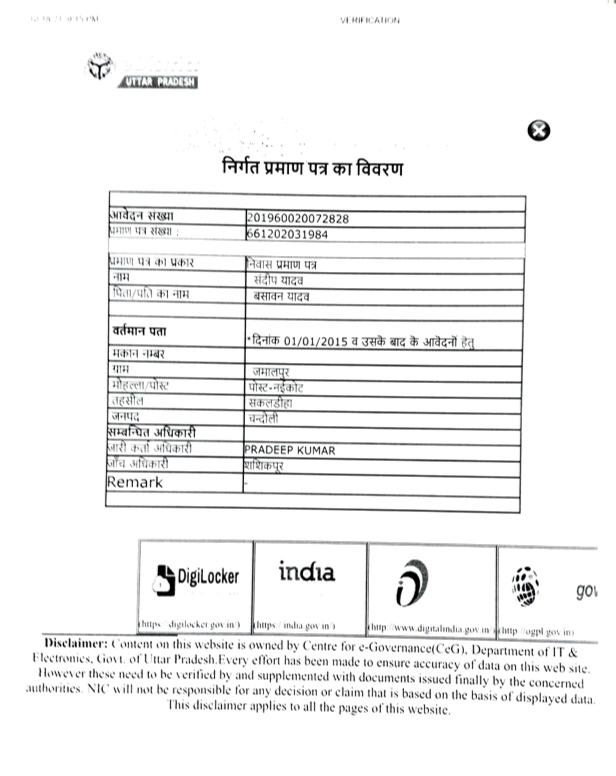 VERIFICATION
UTTAR PRADESH
निर्गत प्रमाण पत्र का विवरण
आवेदन संख्या 201960020072828
प्रमाण पत्र संख्या : 661202031984
प्रमाण पत्र का प्रकार निवास प्रमाण पत्र
नाम संदीप यादव
पिता/पति का नाम बसावन यादव
वर्तमान पता *दिनांक 01/01/2015 व उसके बाद के आवेदनों हेतु
मकान नम्बर
ग्राम जमालपुर
मोहल्ला/पोस्ट पोस्ट-नईकोट
तहसील सकलडीहा
जनपद चन्दौली
सम्बन्धित अधिकारी
जारी कर्ता अधिकारी PRADEEP KUMAR
जाँच अधिकारी शशिकपूर
Remark -
DigiLocker india gov
(https://digilocker.gov.in/) (https://india.gov.in/) (http://www.digitalindia.gov.in/) (http://ogpl.gov.in)
Disclaimer: Content on this website is owned by Centre for e-Governance(CeG), Department of IT &
Electronics, Govt. of Uttar Pradesh.Every effort has been made to ensure accuracy of data on this web site.
However these need to be verified by and supplemented with documents issued finally by the concerned
authorities. NIC will not be responsible for any decision or claim that is based on the basis of displayed data.
This disclaimer applies to all the pages of this website.